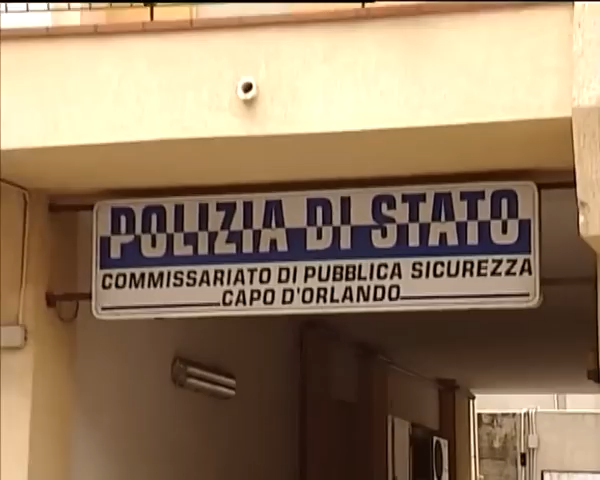 POLIZIA DI STATO
COMMISSARIATO DI PUBBLICA SICUREZZA
CAPO D'ORLANDO